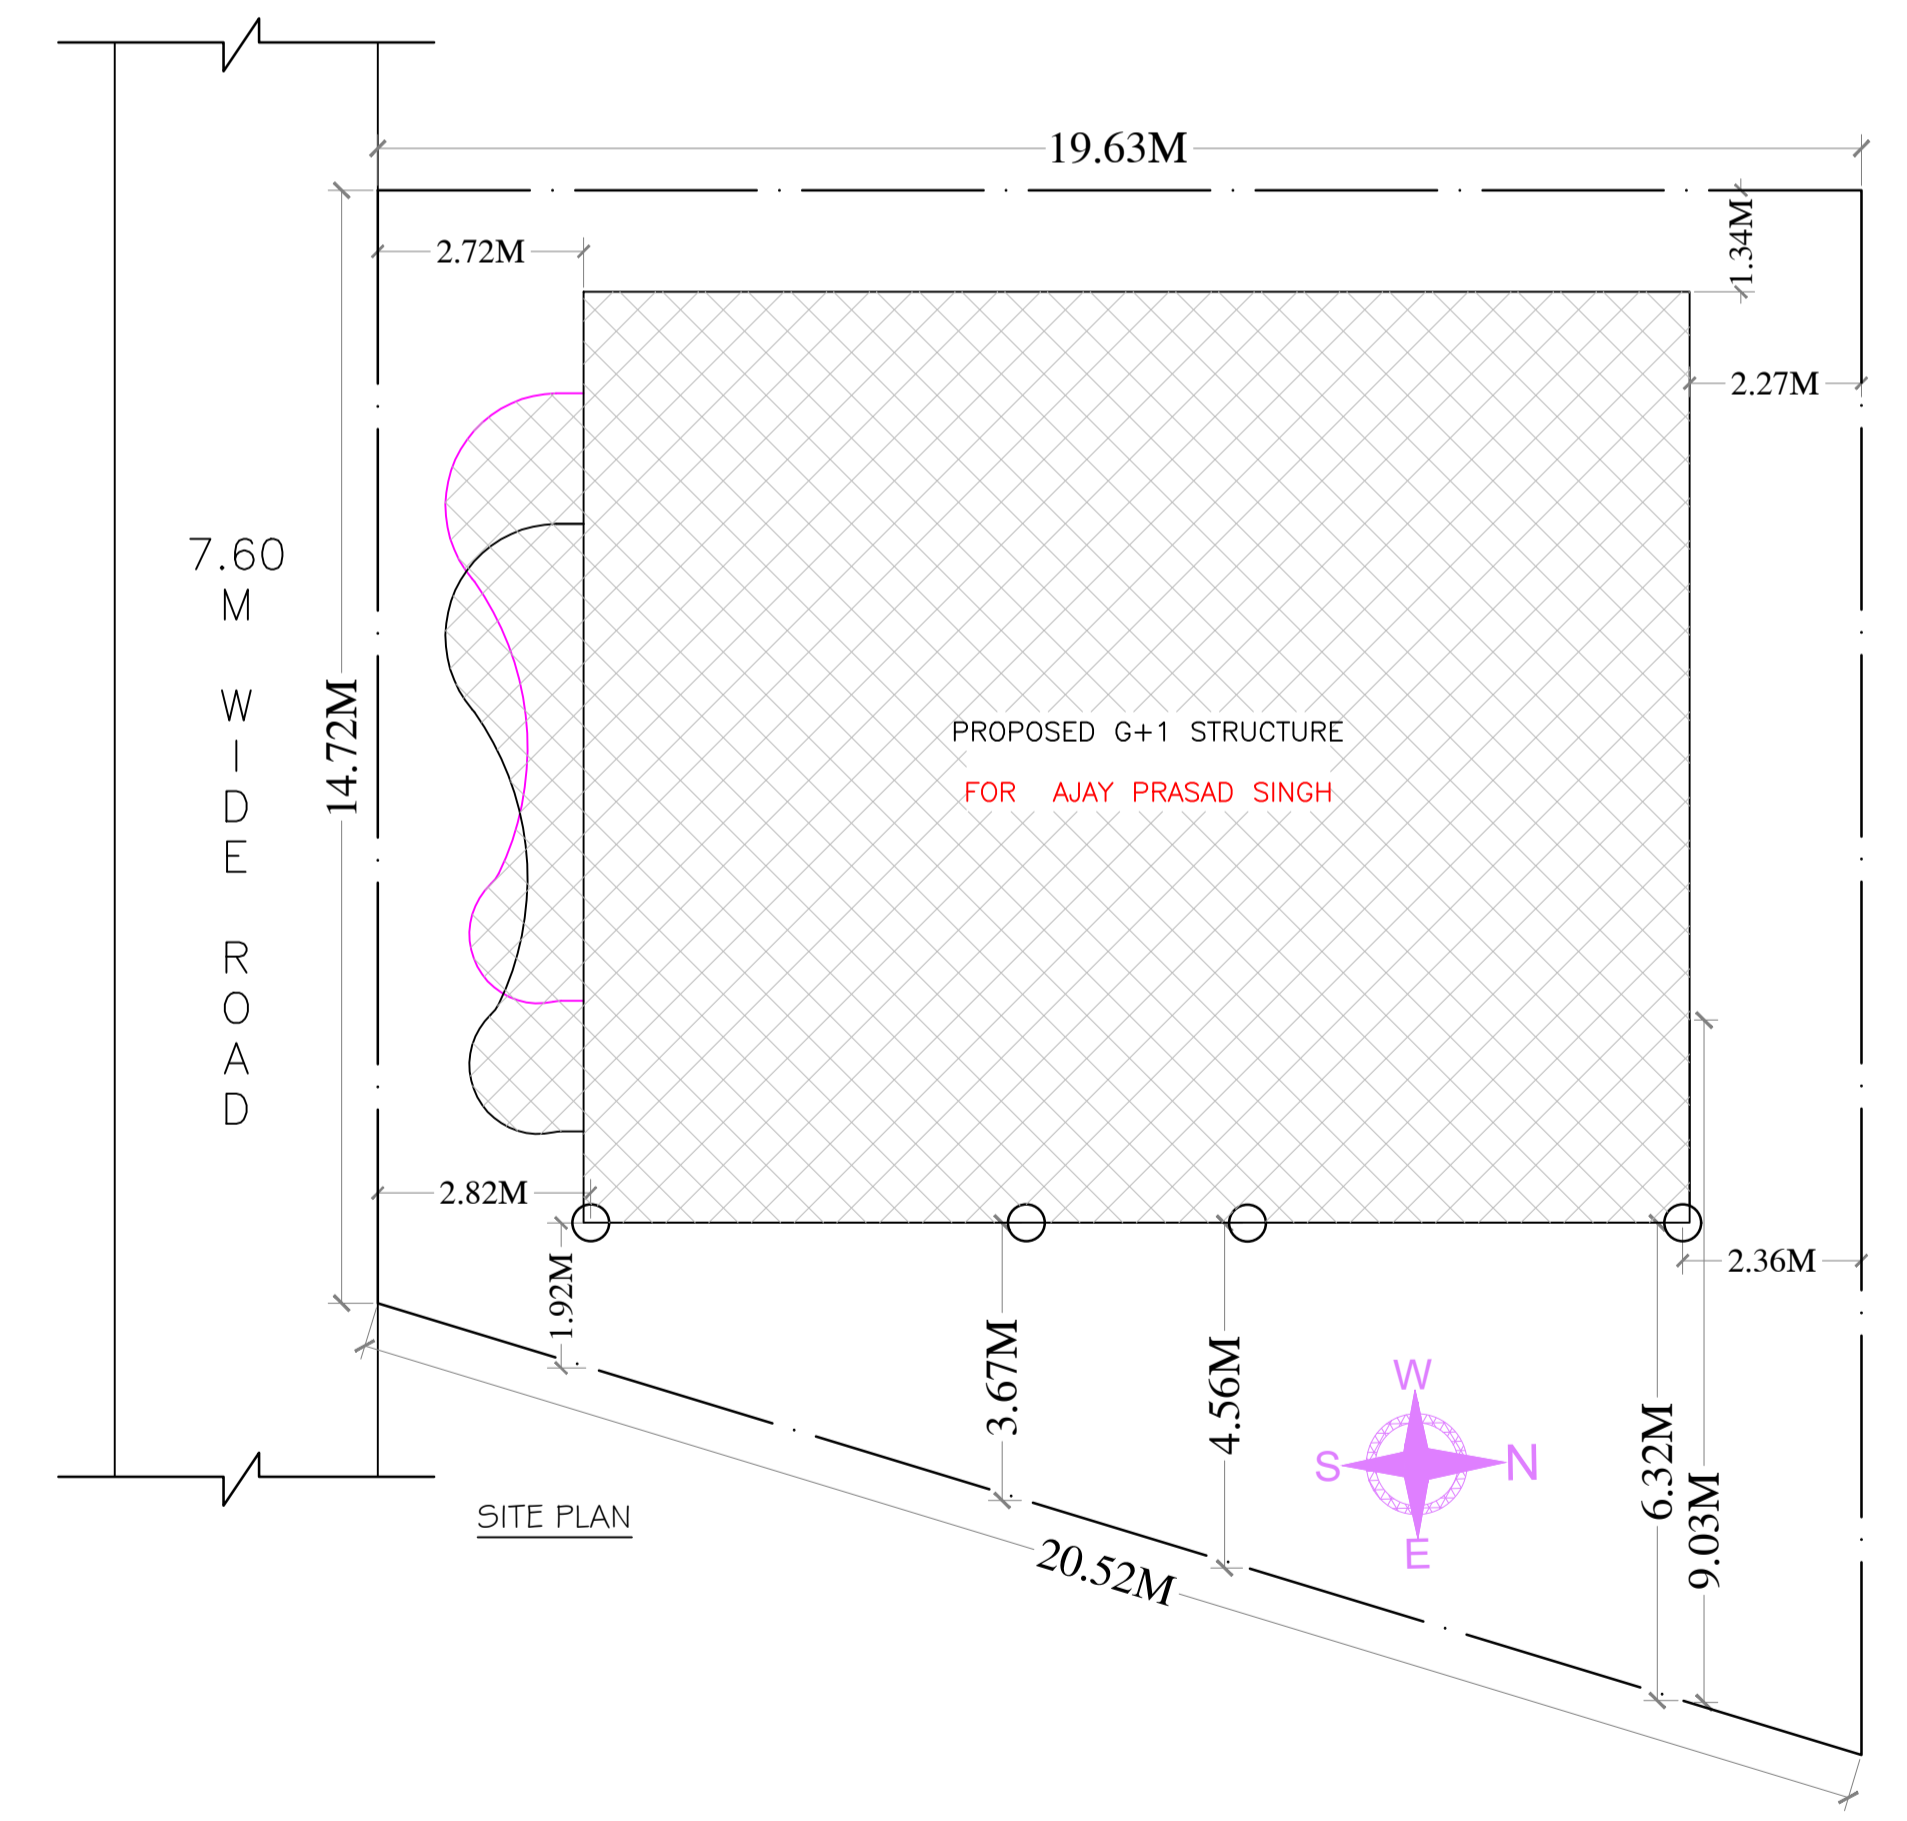 19.63M
1.34M
2.72M
2.27M
7.60
M
W
I
D
E
R
O
A
D
14.72M
PROPOSED G+1 STRUCTURE
FOR AJAY PRASAD SINGH
2.82M
1.92M
2.36M
3.67M
4.56M
6.32M
9.03M
W
S
N
E
SITE PLAN
20.52M